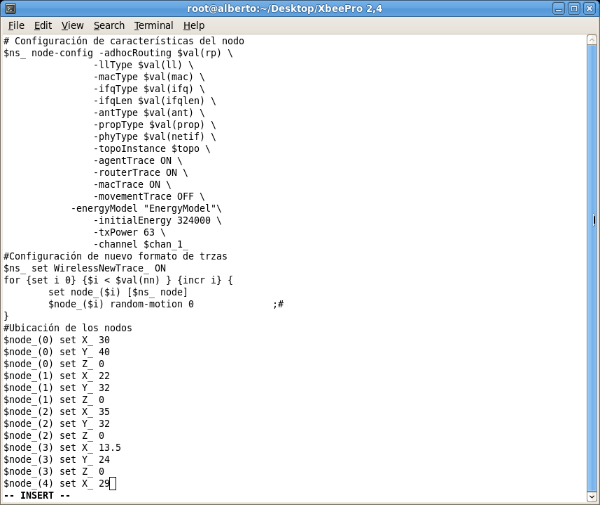 root@alberto:~/Desktop/XbeePro 2,4
File Edit View Search Terminal Help
# Configuración de características del nodo
$ns_ node-config -adhocRouting $val(rp) \
                -llType $val(ll) \
                -macType $val(mac) \
                -ifqType $val(ifq) \
                -ifqLen $val(ifqlen) \
                -antType $val(ant) \
                -propType $val(prop) \
                -phyType $val(netif) \
                -topoInstance $topo \
                -agentTrace ON \
                -routerTrace ON \
                -macTrace ON \
                -movementTrace OFF \
            -energyModel "EnergyModel"\
                -initialEnergy 324000 \
                -txPower 63 \
                -channel $chan_1_
#Configuración de nuevo formato de trzas
$ns_ set WirelessNewTrace_ ON
for {set i 0} {$i < $val(nn) } {incr i} {
        set node_($i) [$ns_ node]
        $node_($i) random-motion 0              ;#
}
#Ubicación de los nodos
$node_(0) set X_ 30
$node_(0) set Y_ 40
$node_(0) set Z_ 0
$node_(1) set X_ 22
$node_(1) set Y_ 32
$node_(1) set Z_ 0
$node_(2) set X_ 35
$node_(2) set Y_ 32
$node_(2) set Z_ 0
$node_(3) set X_ 13.5
$node_(3) set Y_ 24
$node_(3) set Z_ 0
$node_(4) set X_ 29
-- INSERT --